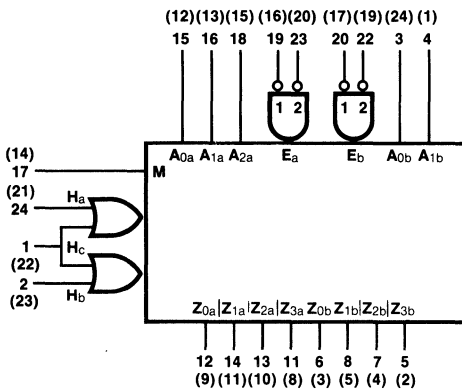 (12) (13) (15) (16) (20) (17) (19) (24) (1)
15 16 18 19 23 20 22 3 4
1 2 1 2
A0a A1a A2a Ea Eb A0b A1b
(14)
17 M
(21) Ha
24
1 Hc
(22)
2 Hb
(23)
Z0a Z1a Z2a Z3a Z0b Z1b Z2b Z3b
12 14 13 11 6 8 7 5
(9) (11) (10) (8) (3) (5) (4) (2)